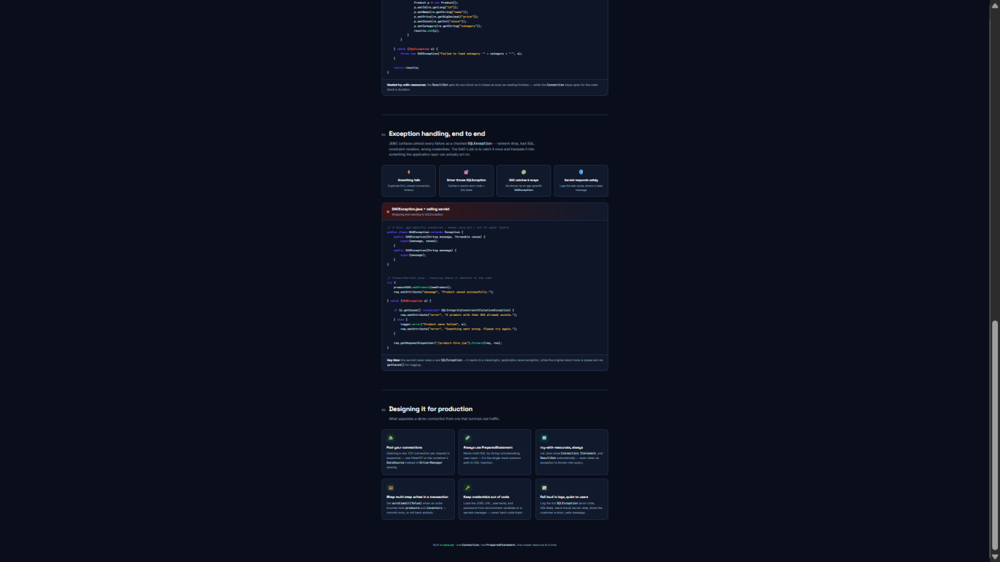 Product p = new Product();
p.setId(rs.getLong("id"));
p.setName(rs.getString("name"));
p.setPrice(rs.getBigDecimal("price"));
p.setStock(rs.getInt("stock"));
p.setCategory(rs.getString("category"));
results.add(p);
}
}
} catch (SQLException e) {
throw new DAOException("Failed to load category '" + category + "'", e);
}
return results;
}
Nested try-with-resources: the ResultSet gets its own block so it closes as soon as reading finishes — while the Connection stays open for the outer
block's duration.
Exception handling, end to end
JDBC surfaces almost every failure as a checked SQLException — network drop, bad SQL,
constraint violation, wrong credentials. The DAO's job is to catch it once and translate it into
something the application layer can actually act on.
Something fails
Duplicate SKU, closed connection,
timeout
Driver throws SQLException
Carries a vendor error code +
SQLState
DAO catches & wraps
Re-thrown as an app-specific
DAOException
Servlet responds safely
Logs the real cause, shows a clean
message
DAOException.java + calling servlet
Wrapping and reacting to SQLException
// A thin, app-specific exception — keeps java.sql.* out of upper layers
public class DAOException extends Exception {
public DAOException(String message, Throwable cause) {
super(message, cause);
}
public DAOException(String message) {
super(message);
}
}
// ProductServlet.java — reacting where it matters to the user
try {
productDAO.addProduct(newProduct);
req.setAttribute("message", "Product saved successfully.");
} catch (DAOException e) {
if (e.getCause() instanceof SQLIntegrityConstraintViolationException) {
req.setAttribute("error", "A product with that SKU already exists.");
} else {
logger.error("Product save failed", e);
req.setAttribute("error", "Something went wrong. Please try again.");
}
req.getRequestDispatcher("/product-form.jsp").forward(req, res);
}
Key idea: the servlet never sees a raw SQLException — it reacts to a meaningful, application-level exception, while the original stack trace is preserved via
getCause() for logging.
Designing it for production
What separates a demo connection from one that survives real traffic.
Pool your connections
Opening a raw TCP connection per request is
expensive — use HikariCP or the container's
DataSource instead of DriverManager
directly.
Always use PreparedStatement
Never build SQL by string-concatenating
user input — it's the single most common
path to SQL injection.
try-with-resources, always
Let Java close Connection, Statement, and
ResultSet automatically — even when an
exception is thrown mid-query.
Wrap multi-step writes in a transaction
Set autoCommit(false) when an order
touches both products and inventory —
commit once, or roll back entirely.
Keep credentials out of code
Load the JDBC URL, username, and
password from environment variables or a
secrets manager — never hard-code them.
Fail loud in logs, quiet to users
Log the full SQLException (error code,
SQLState, stack trace) server-side; show the
customer a short, safe message.
Built on java.sql · one Connection, one PreparedStatement, one closed resource at a time.